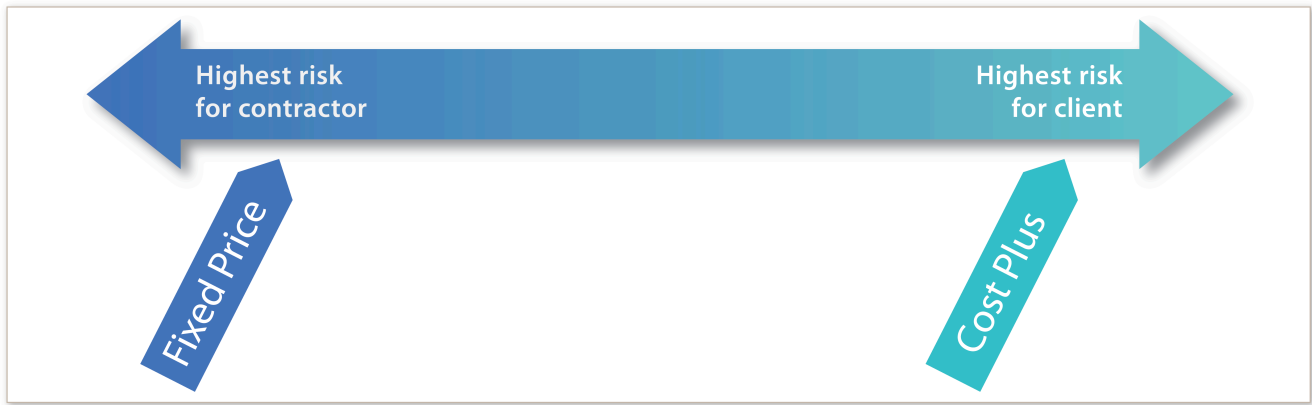 Highest risk
for contractor
Highest risk
for client
Fixed Price
Cost Plus